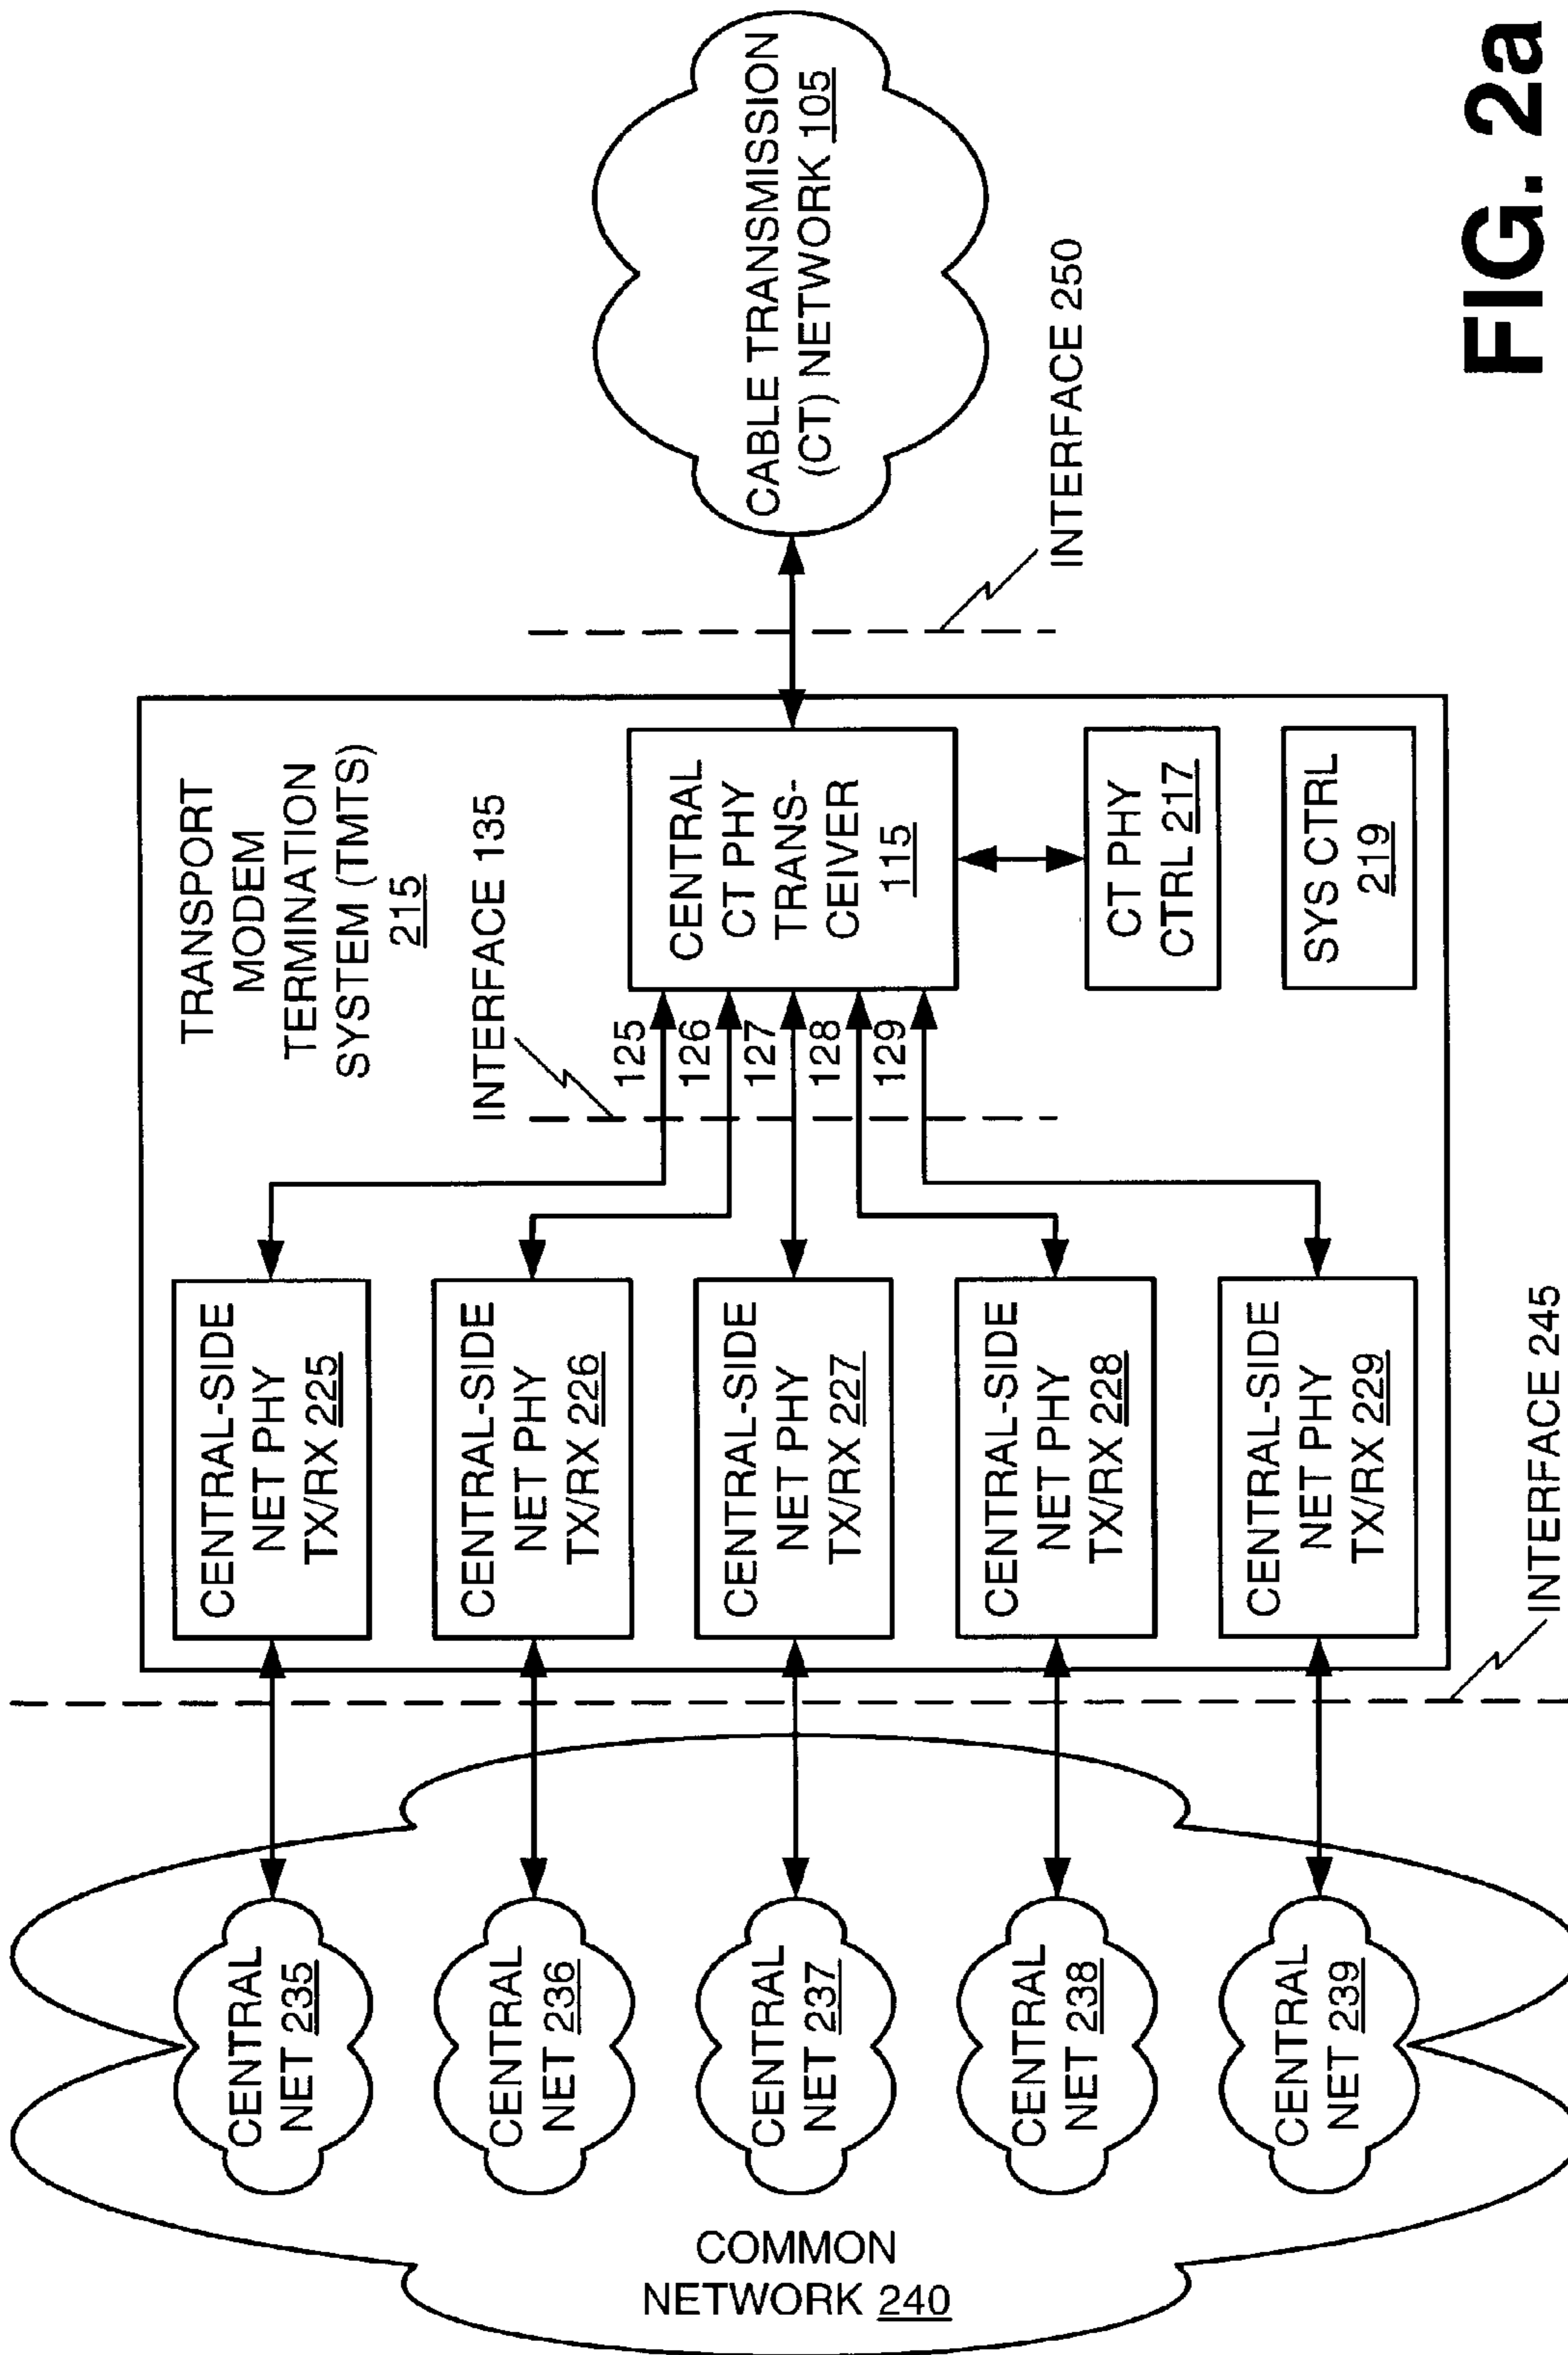 TRANSPORT
MODEM
TERMINATION
SYSTEM (TMTS)
215
INTERFACE 135
CENTRAL-SIDE
NET PHY
TX/RX 225
CENTRAL-SIDE
NET PHY
TX/RX 226
CENTRAL-SIDE
NET PHY
TX/RX 227
CENTRAL-SIDE
NET PHY
TX/RX 228
CENTRAL-SIDE
NET PHY
TX/RX 229
125
126
127
128
129
CENTRAL
CT PHY
TRANS-
CEIVER
115
CT PHY
CTRL 217
SYS CTRL
219
CENTRAL
NET 235
CENTRAL
NET 236
CENTRAL
NET 237
CENTRAL
NET 238
CENTRAL
NET 239
COMMON
NETWORK 240
CABLE TRANSMISSION
(CT) NETWORK 105
INTERFACE 250
INTERFACE 245
FIG. 2a